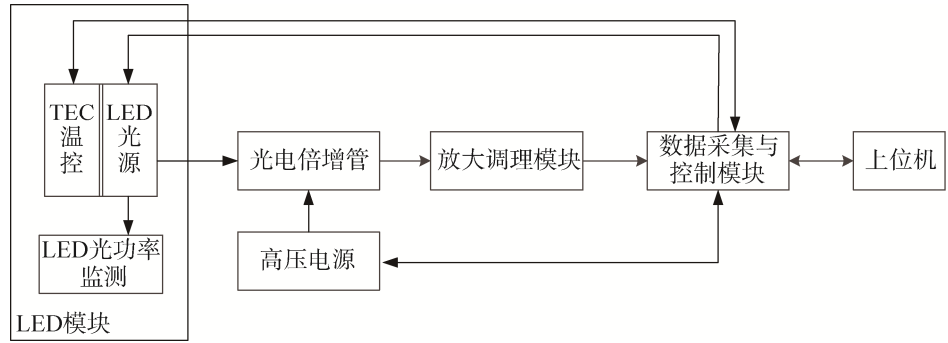 TEC
温
控
LED
光
源
光电倍增管
放大调理模块
数据采集与
控制模块
上位机
LED光功率
监测
高压电源
LED模块